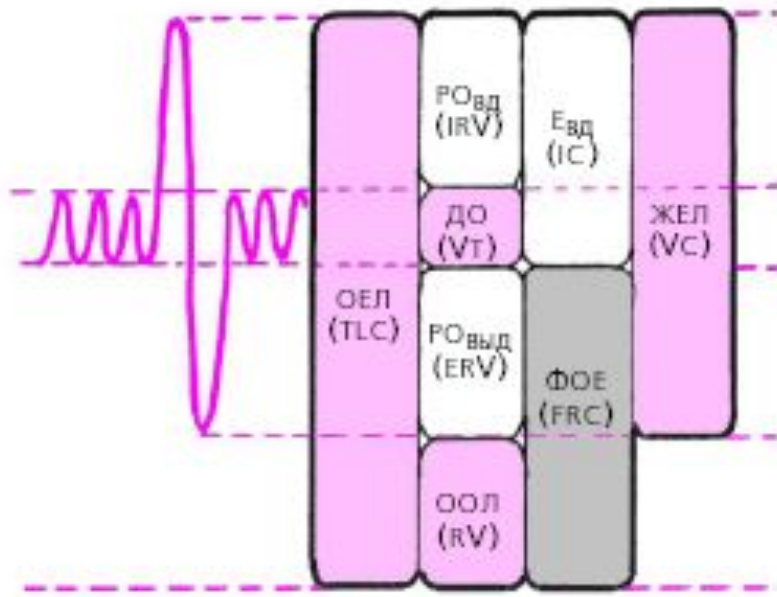 РОВД
(IRV)
ЕВД
(IC)
ДО
(VT)
ЖЕЛ
(VC)
ОЕЛ
(TLC)
РОВЫД
(ERV)
ФОЕ
(FRC)
ООЛ
(RV)